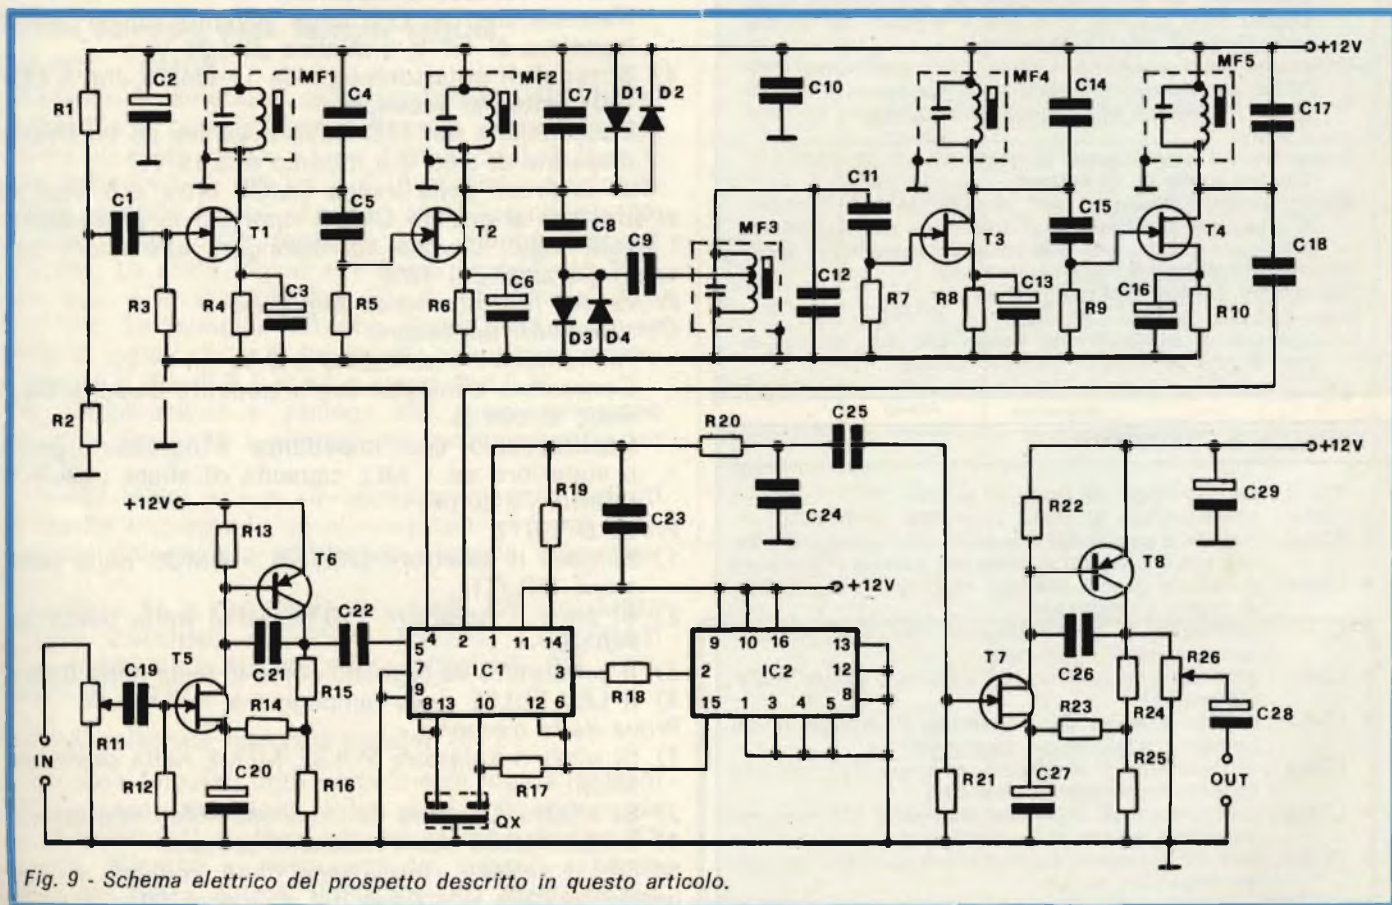 +12V
C2
MF1
MF2
MF4
MF5
R1
C4
C7
D1
D2
C10
C14
C17
C1
T1
C5
T2
C8
C9
C11
MF3
T3
C15
T4
C18
R3
R4
C3
R5
R6
C6
D3
D4
C12
R7
R8
C13
R9
C16
R10
R2
R20
C25
+12V
+12V
R13
T6
R19
C23
C24
+12V
R22
T8
C29
C19
T5
C21
C22
R15
R14
4
2
1
11
14
5
IC1
3
9
8
13
10
12
6
R18
9
10
16
13
2
IC2
12
8
15
1
3
4
5
T7
C26
R23
R24
R26
C28
IN
R11
R12
C20
R16
R17
QX
R21
C27
R25
OUT
Fig. 9 - Schema elettrico del prospetto descritto in questo articolo.